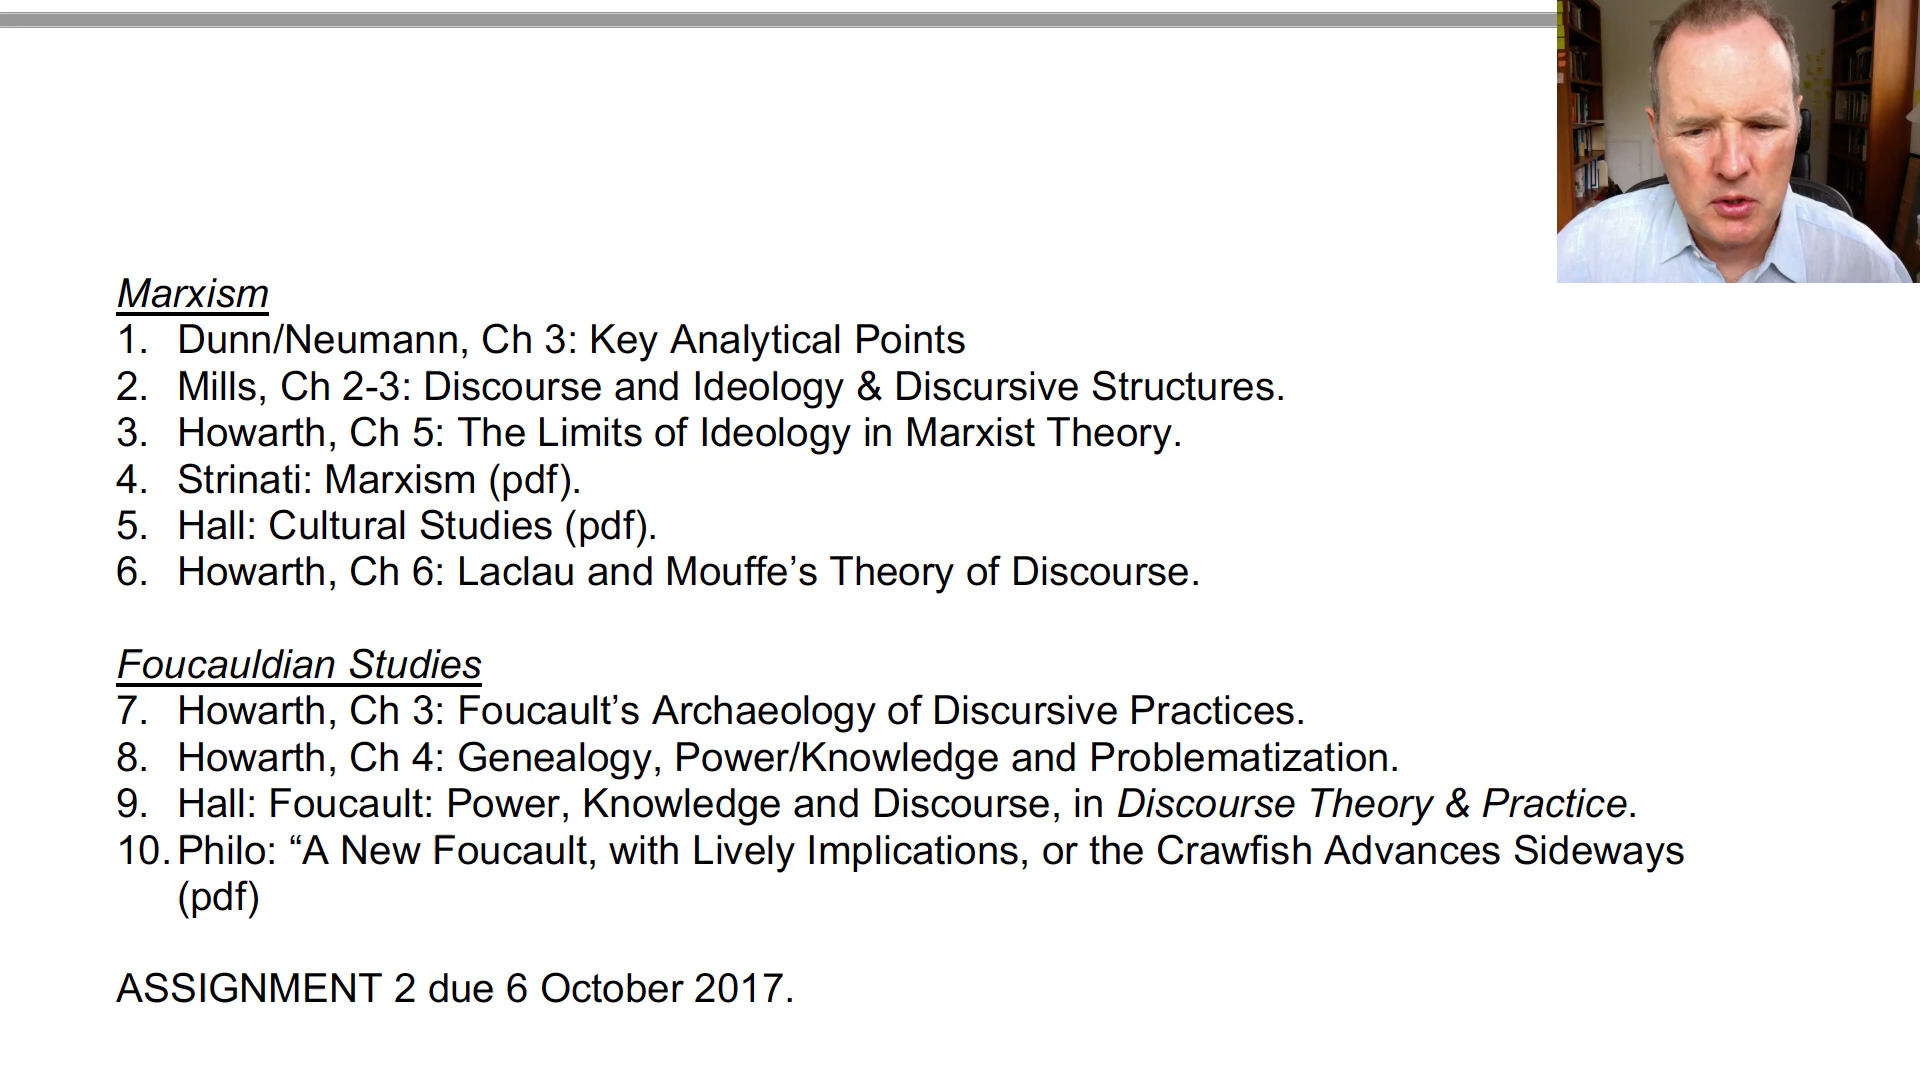 Marxism
1. Dunn/Neumann, Ch 3: Key Analytical Points
2. Mills, Ch 2-3: Discourse and Ideology & Discursive Structures.
3. Howarth, Ch 5: The Limits of Ideology in Marxist Theory.
4. Strinati: Marxism (pdf).
5. Hall: Cultural Studies (pdf).
6. Howarth, Ch 6: Laclau and Mouffe’s Theory of Discourse.
Foucauldian Studies
7. Howarth, Ch 3: Foucault’s Archaeology of Discursive Practices.
8. Howarth, Ch 4: Genealogy, Power/Knowledge and Problematization.
9. Hall: Foucault: Power, Knowledge and Discourse, in Discourse Theory & Practice.
10. Philo: “A New Foucault, with Lively Implications, or the Crawfish Advances Sideways
(pdf)
ASSIGNMENT 2 due 6 October 2017.